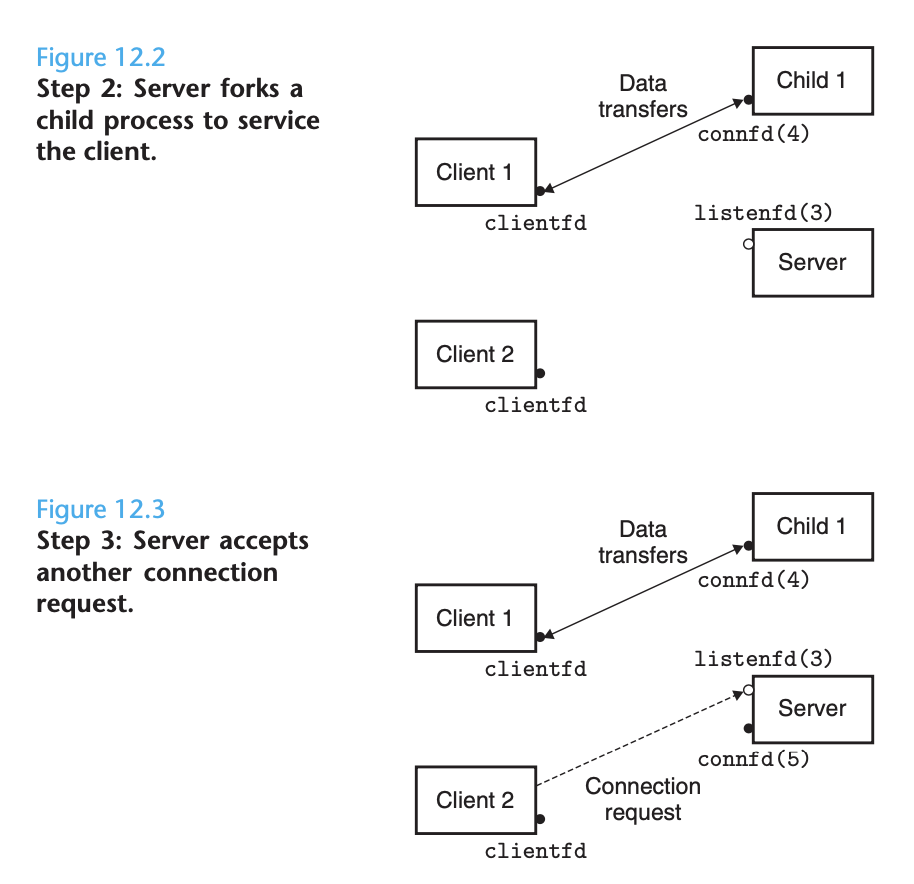 Figure 12.2
Step 2: Server forks a
child process to service
the client.
Data
transfers
Child 1
connfd(4)
Client 1
clientfd
listenfd(3)
Server
Client 2
clientfd
Figure 12.3
Step 3: Server accepts
another connection
request.
Data
transfers
Child 1
connfd(4)
Client 1
clientfd
listenfd(3)
Server
connfd(5)
Connection
request
Client 2
clientfd